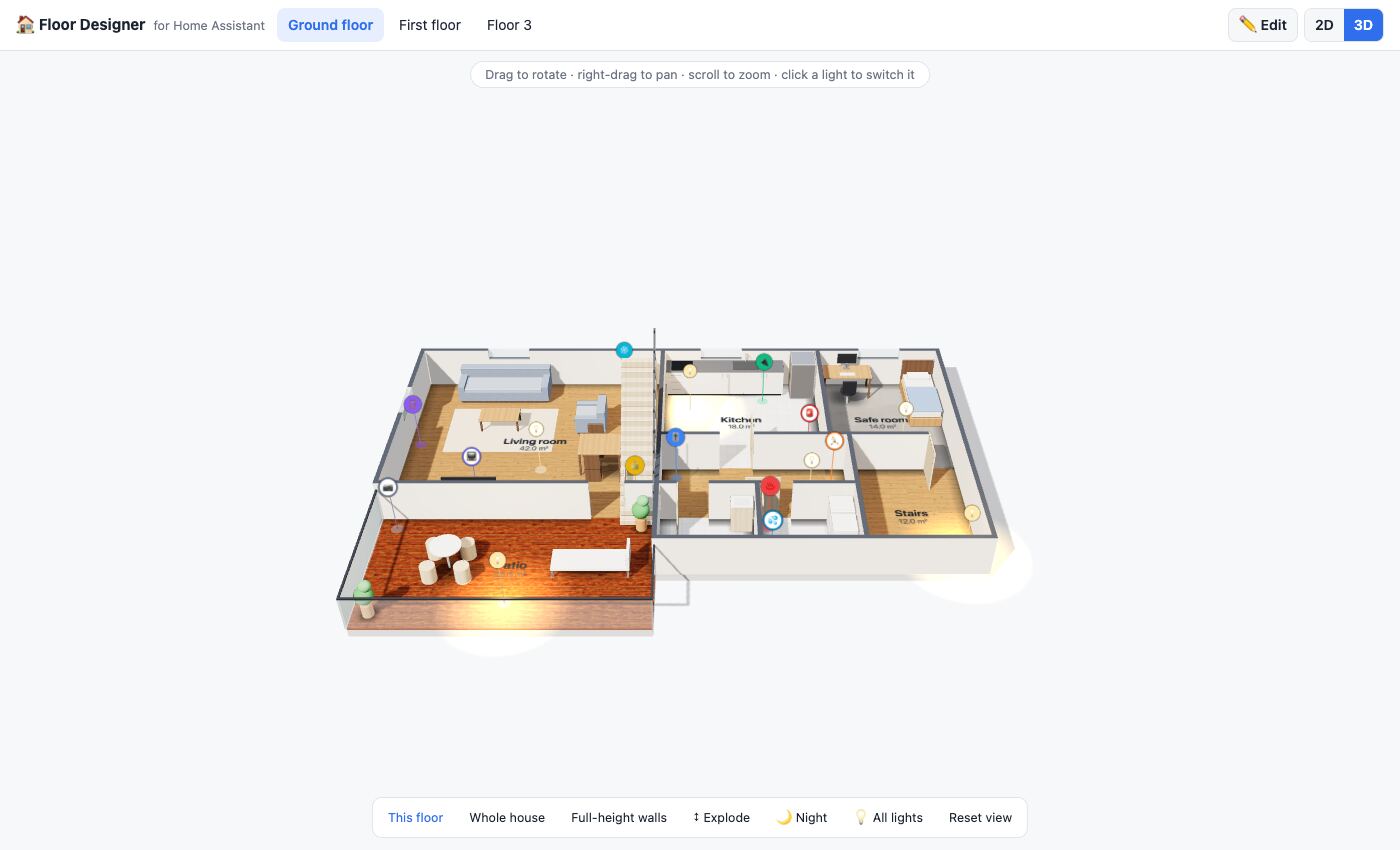 Floor Designer for Home Assistant
Ground floor
First floor
Floor 3
Edit
2D
3D
Drag to rotate · right-drag to pan · scroll to zoom · click a light to switch it
Kitchen
18.0 m²
Safe room
14.0 m²
Living room
42.0 m²
Stairs
12.0 m²
This floor
Whole house
Full-height walls
↕ Explode
Night
All lights
Reset view